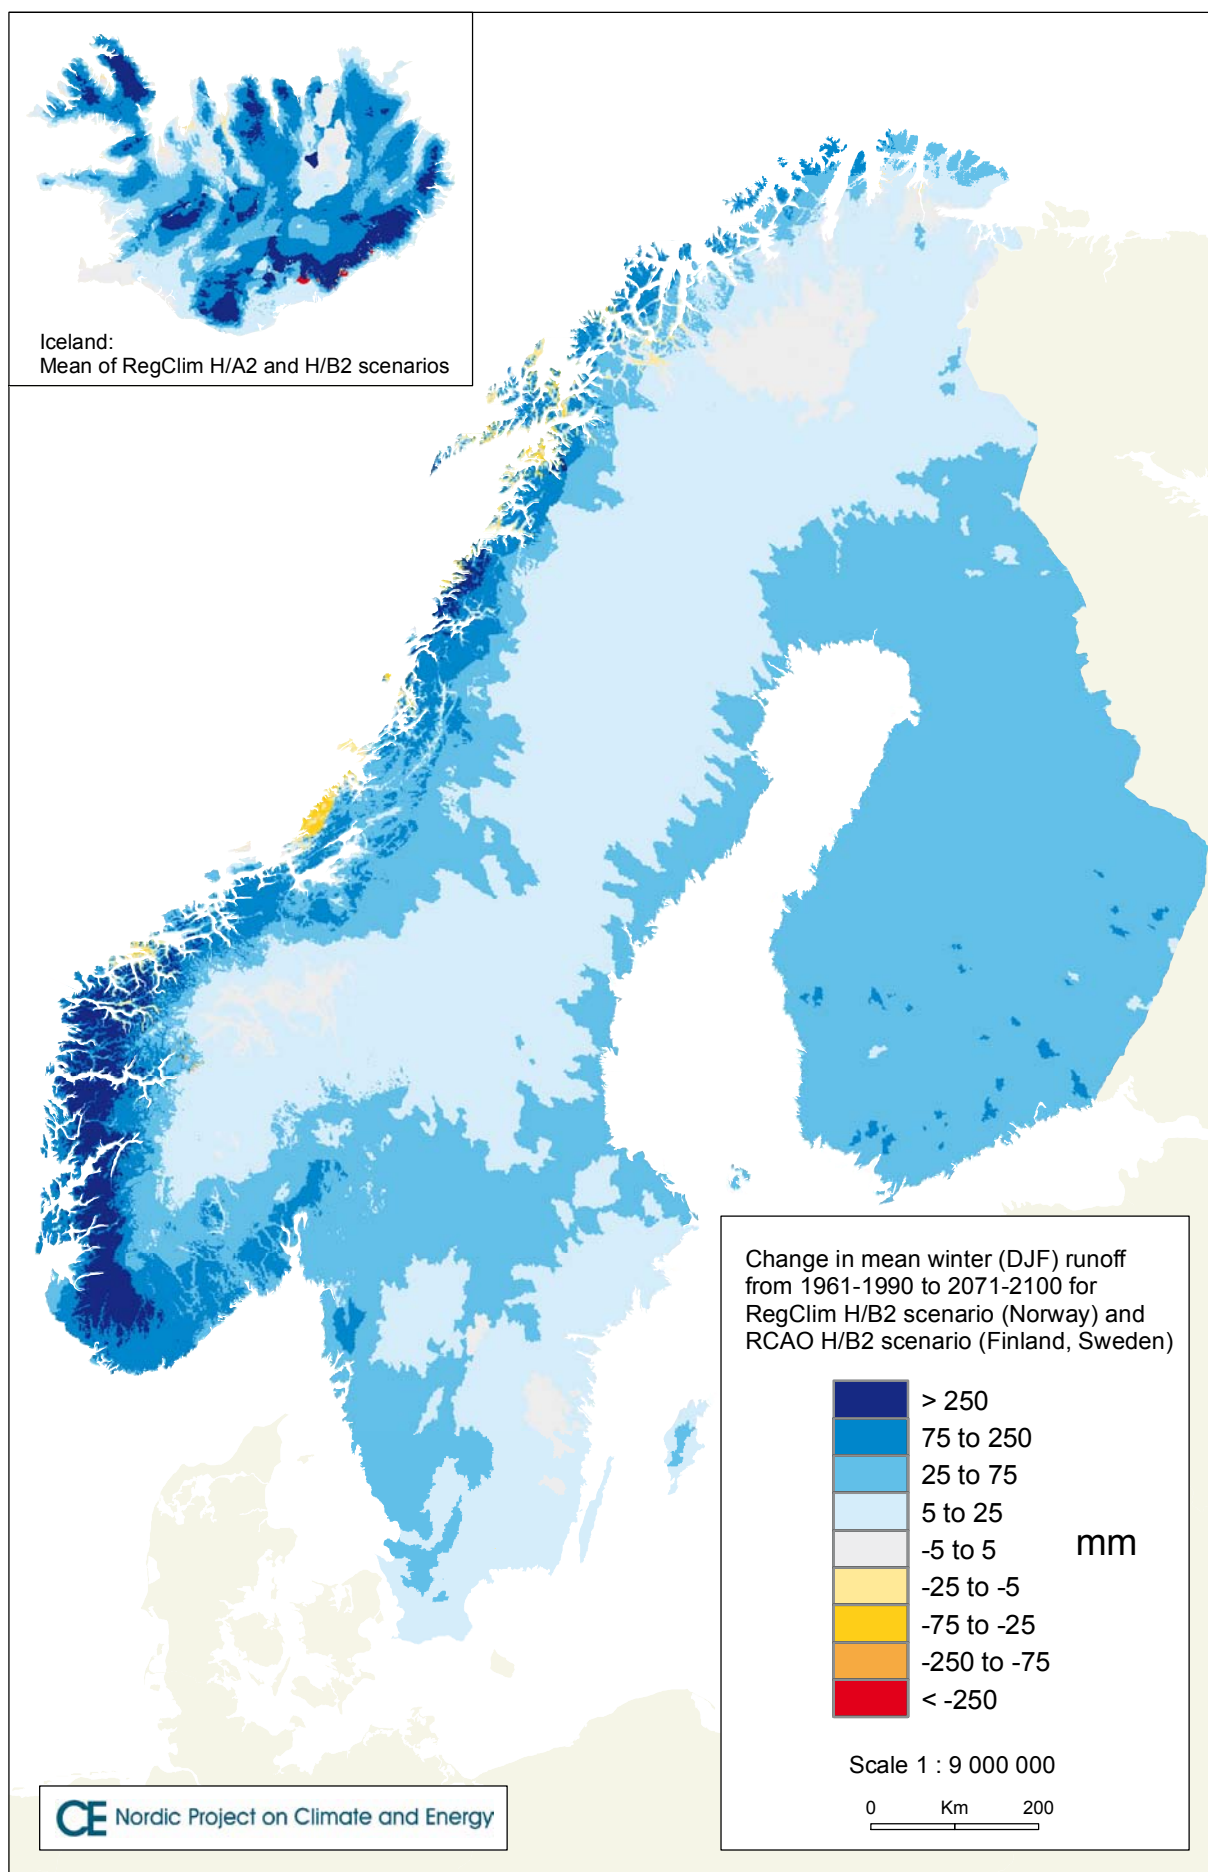 Iceland:
Mean of RegClim H/A2 and H/B2 scenarios
Change in mean winter (DJF) runoff
from 1961-1990 to 2071-2100 for
RegClim H/B2 scenario (Norway) and
RCAO H/B2 scenario (Finland, Sweden)
> 250
75 to 250
25 to 75
5 to 25
-5 to 5
mm
-25 to -5
-75 to -25
-250 to -75
< -250
Scale 1 : 9 000 000
0 Km 200
CE Nordic Project on Climate and Energy